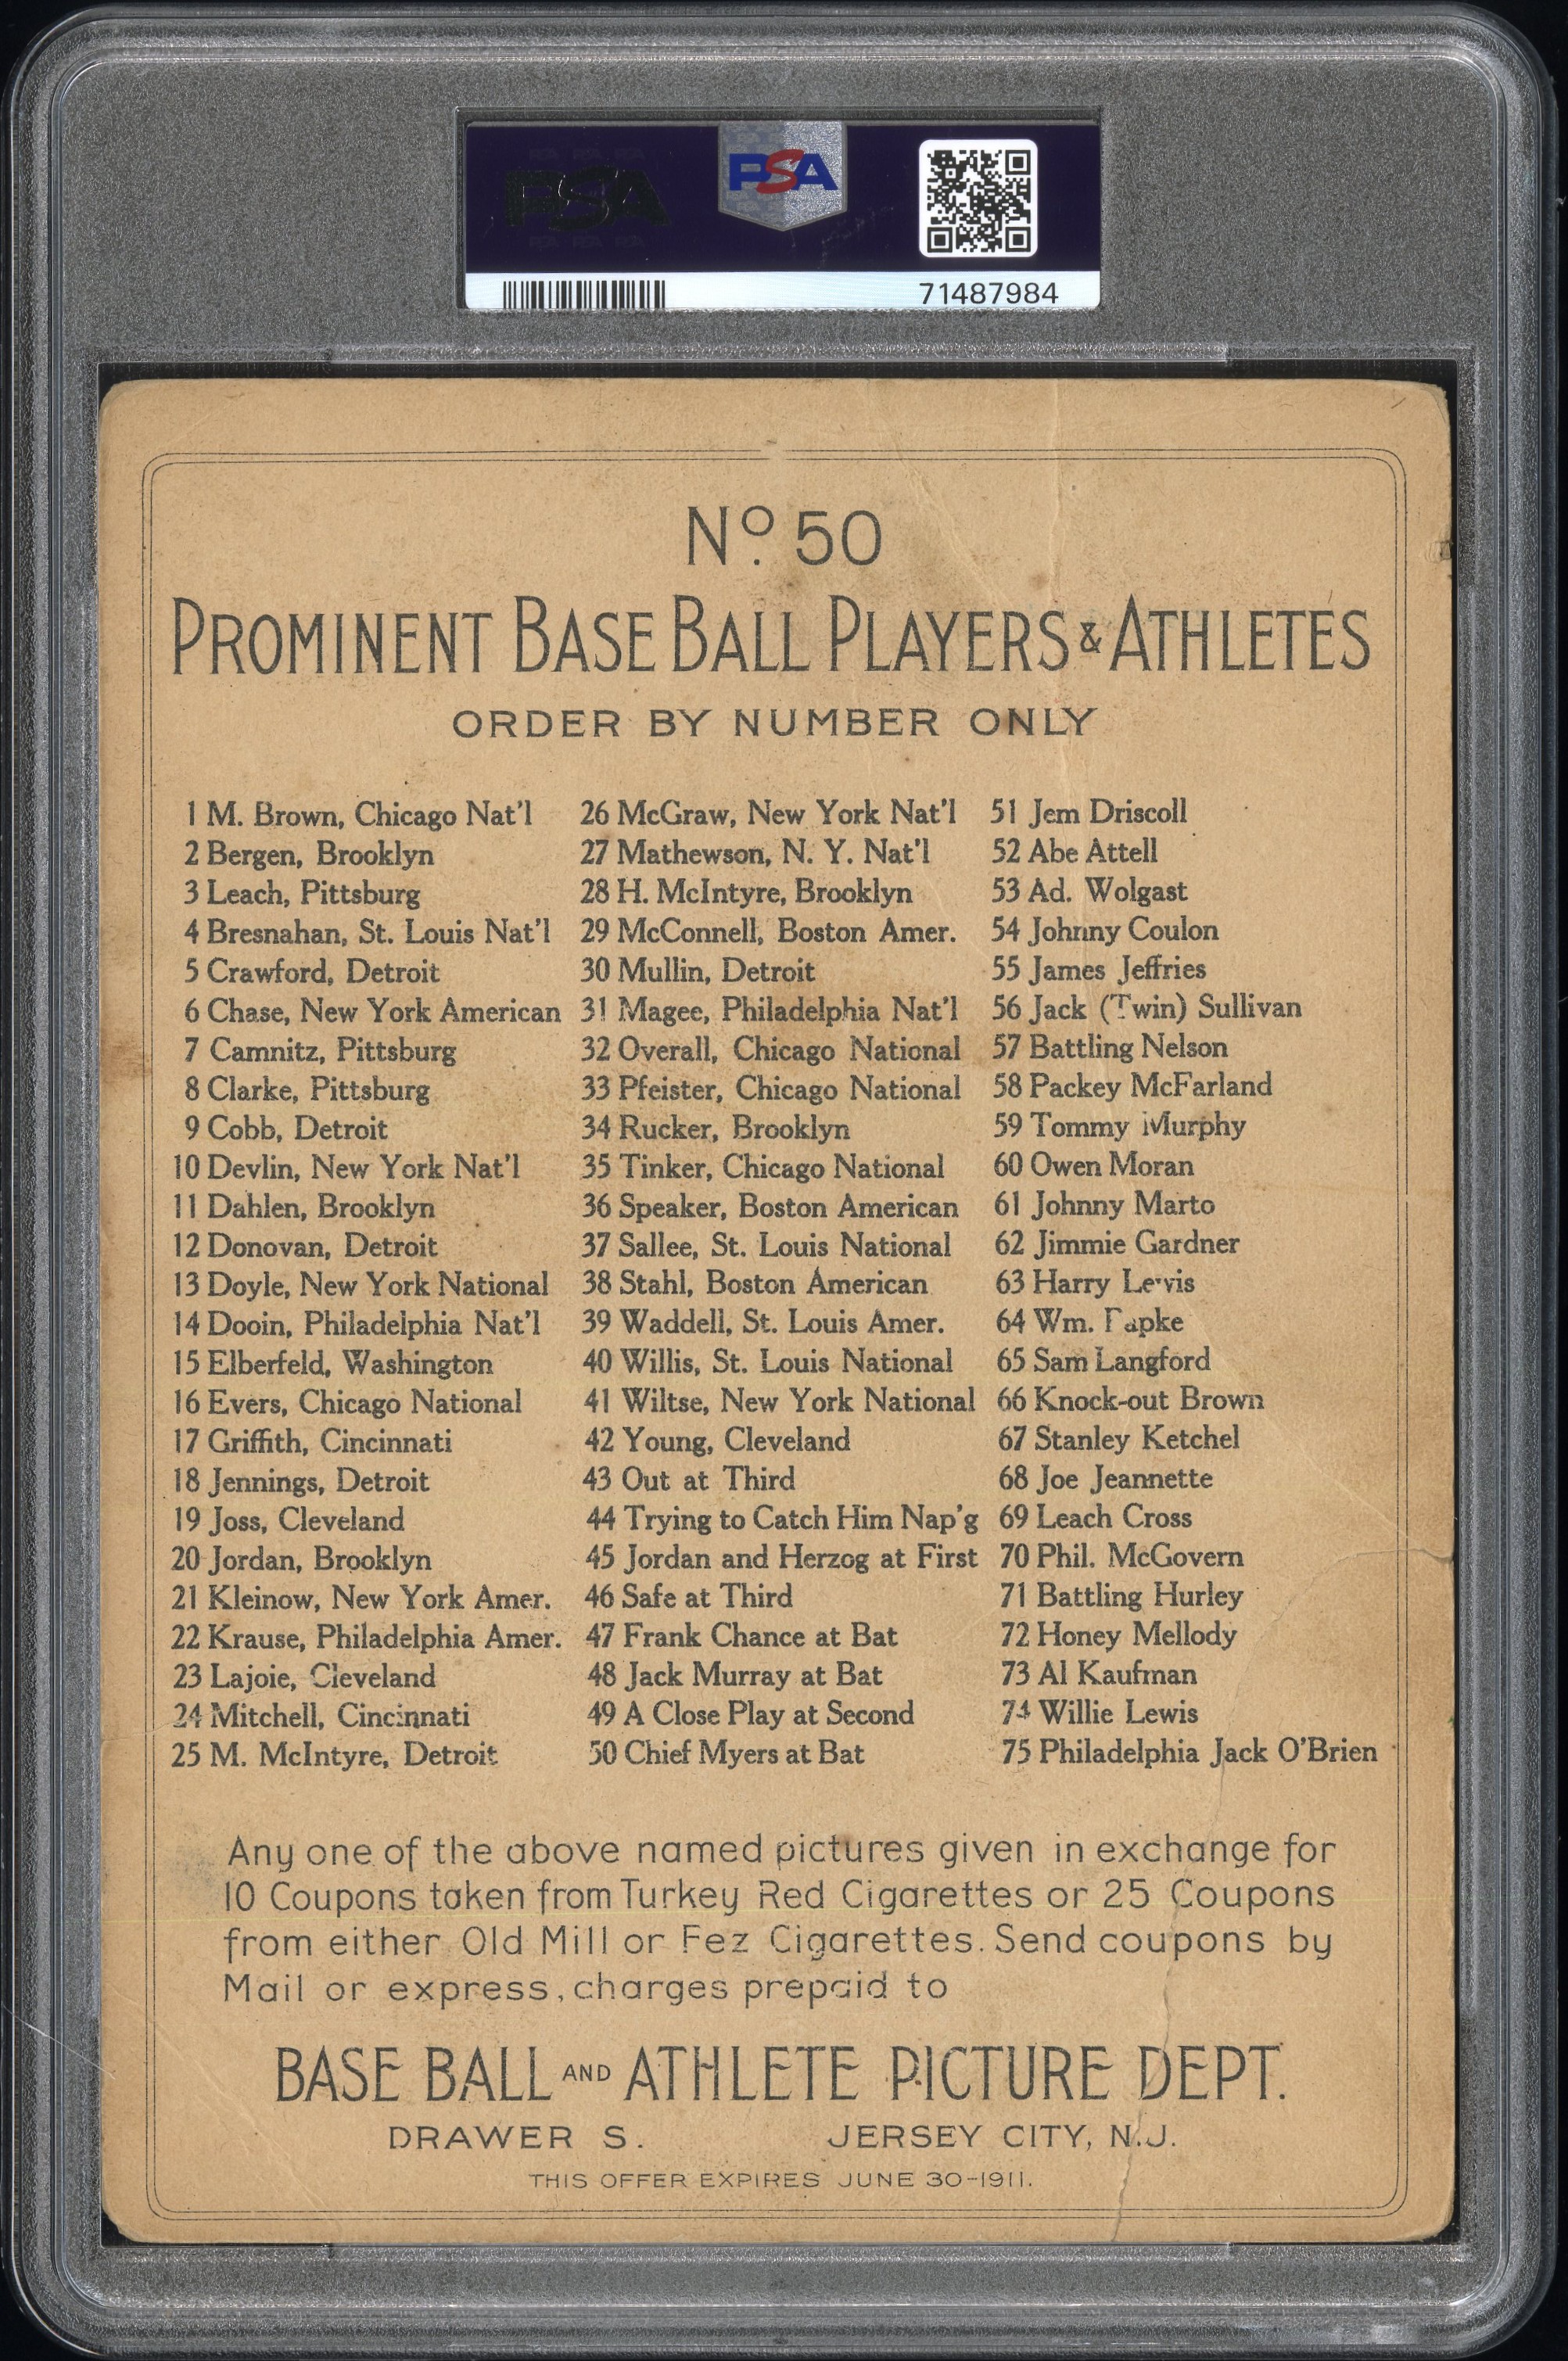 PSA
PSA
71487984
No. 50
PROMINENT BASE BALL PLAYERS & ATHLETES
ORDER BY NUMBER ONLY
1 M. Brown, Chicago Nat'l
2 Bergen, Brooklyn
3 Leach, Pittsburg
4 Bresnahan, St. Louis Nat'l
5 Crawford, Detroit
6 Chase, New York American
7 Camnitz, Pittsburg
8 Clarke, Pittsburg
9 Cobb, Detroit
10 Devlin, New York Nat'l
11 Dahlen, Brooklyn
12 Donovan, Detroit
13 Doyle, New York National
14 Dooin, Philadelphia Nat'l
15 Elberfeld, Washington
16 Evers, Chicago National
17 Griffith, Cincinnati
18 Jennings, Detroit
19 Joss, Cleveland
20 Jordan, Brooklyn
21 Kleinow, New York Amer.
22 Krause, Philadelphia Amer.
23 Lajoie, Cleveland
24 Mitchell, Cincinnati
25 M. McIntyre, Detroit
26 McGraw, New York Nat'l
27 Mathewson, N. Y. Nat'l
28 H. McIntyre, Brooklyn
29 McConnell, Boston Amer.
30 Mullin, Detroit
31 Magee, Philadelphia Nat'l
32 Overall, Chicago National
33 Pfeister, Chicago National
34 Rucker, Brooklyn
35 Tinker, Chicago National
36 Speaker, Boston American
37 Sallee, St. Louis National
38 Stahl, Boston American
39 Waddell, St. Louis Amer.
40 Willis, St. Louis National
41 Wiltse, New York National
42 Young, Cleveland
43 Out at Third
44 Trying to Catch Him Nap'g
45 Jordan and Herzog at First
46 Safe at Third
47 Frank Chance at Bat
48 Jack Murray at Bat
49 A Close Play at Second
50 Chief Myers at Bat
51 Jem Driscoll
52 Abe Attell
53 Ad. Wolgast
54 Johnny Coulon
55 James Jeffries
56 Jack (Twin) Sullivan
57 Battling Nelson
58 Packey McFarland
59 Tommy Murphy
60 Owen Moran
61 Johnny Marto
62 Jimmie Gardner
63 Harry Lewis
64 Wm. Papke
65 Sam Langford
66 Knock-out Brown
67 Stanley Ketchel
68 Joe Jeannette
69 Leach Cross
70 Phil. McGovern
71 Battling Hurley
72 Honey Mellody
73 Al Kaufman
74 Willie Lewis
75 Philadelphia Jack O'Brien
Any one of the above named pictures given in exchange for
10 Coupons taken from Turkey Red Cigarettes or 25 Coupons
from either Old Mill or Fez Cigarettes. Send coupons by
Mail or express, charges prepaid to
BASE BALL AND ATHLETE PICTURE DEPT.
DRAWER S. JERSEY CITY, N.J.
THIS OFFER EXPIRES JUNE 30-1911.